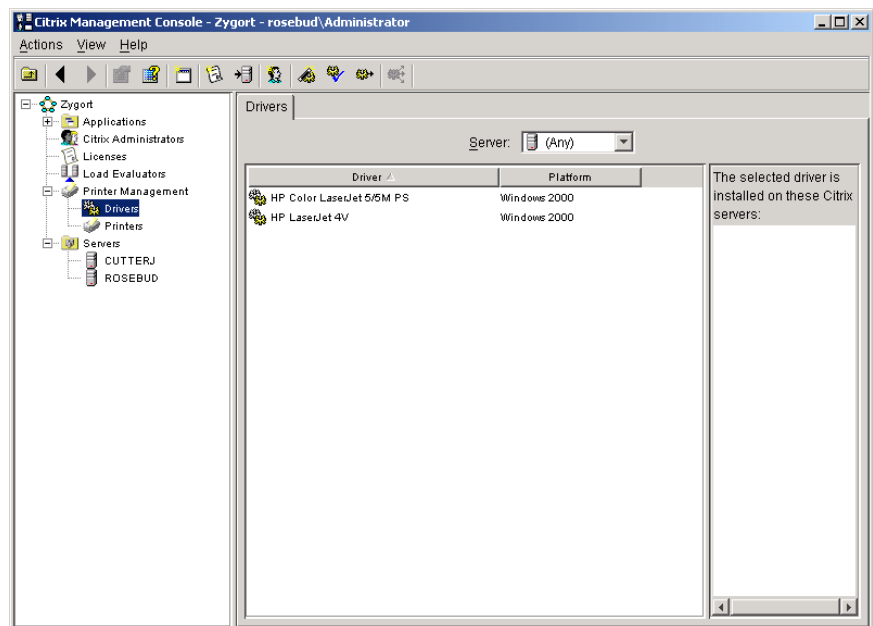 Citrix Management Console - Zygort - rosebud\Administrator
Actions View Help
Zygort
Applications
Citrix Administrators
Licenses
Load Evaluators
Printer Management
Drivers
Printers
Servers
CUTTERJ
ROSEBUD
Drivers
Server: (Any)
Driver Platform
HP Color LaserJet 5/5M PS Windows 2000
HP LaserJet 4V Windows 2000
The selected driver is
installed on these Citrix
servers: